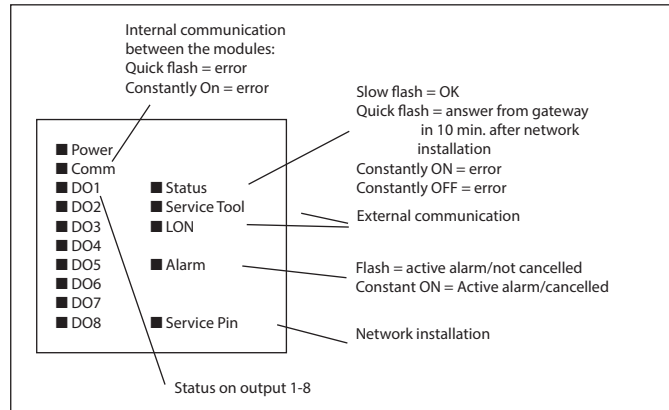 Internal communication
between the modules:
Quick flash = error
Constantly On = error
Slow flash = OK
Quick flash = answer from gateway
in 10 min. after network
installation
Constantly ON = error
Constantly OFF = error
External communication
Flash = active alarm/not cancelled
Constant ON = Active alarm/cancelled
Network installation
Power
Comm
DO1
DO2
DO3
DO4
DO5
DO6
DO7
DO8
Status
Service Tool
LON
Alarm
Service Pin
Status on output 1-8